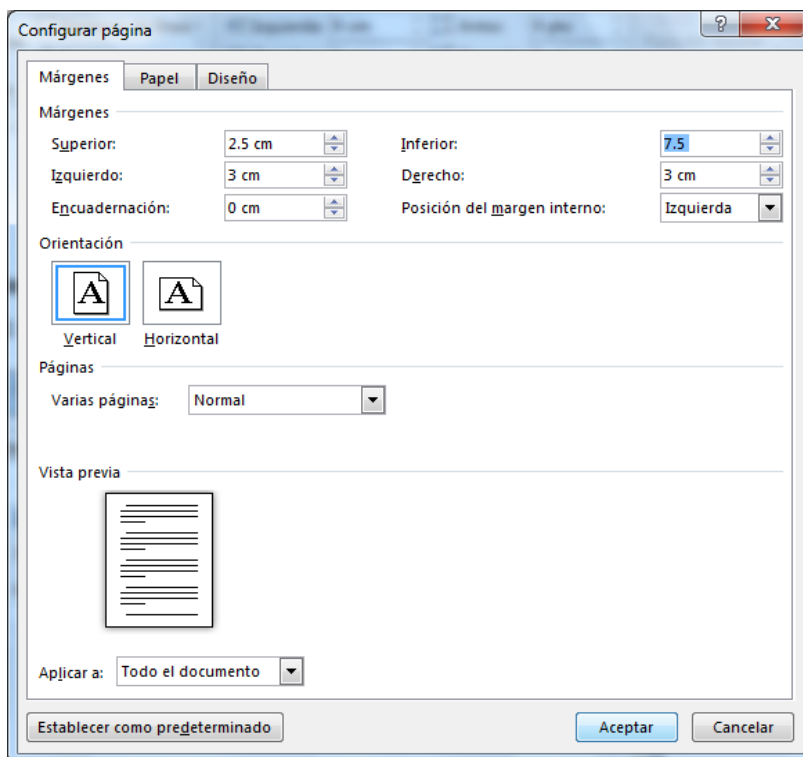 Configurar página
Márgenes Papel Diseño
Márgenes
Superior: 2.5 cm Inferior: 7.5
Izquierdo: 3 cm Derecho: 3 cm
Encuadernación: 0 cm Posición del margen interno: Izquierda
Orientación
A A
Vertical Horizontal
Páginas
Varias páginas: Normal
Vista previa
Aplicar a: Todo el documento
Establecer como predeterminado Aceptar Cancelar